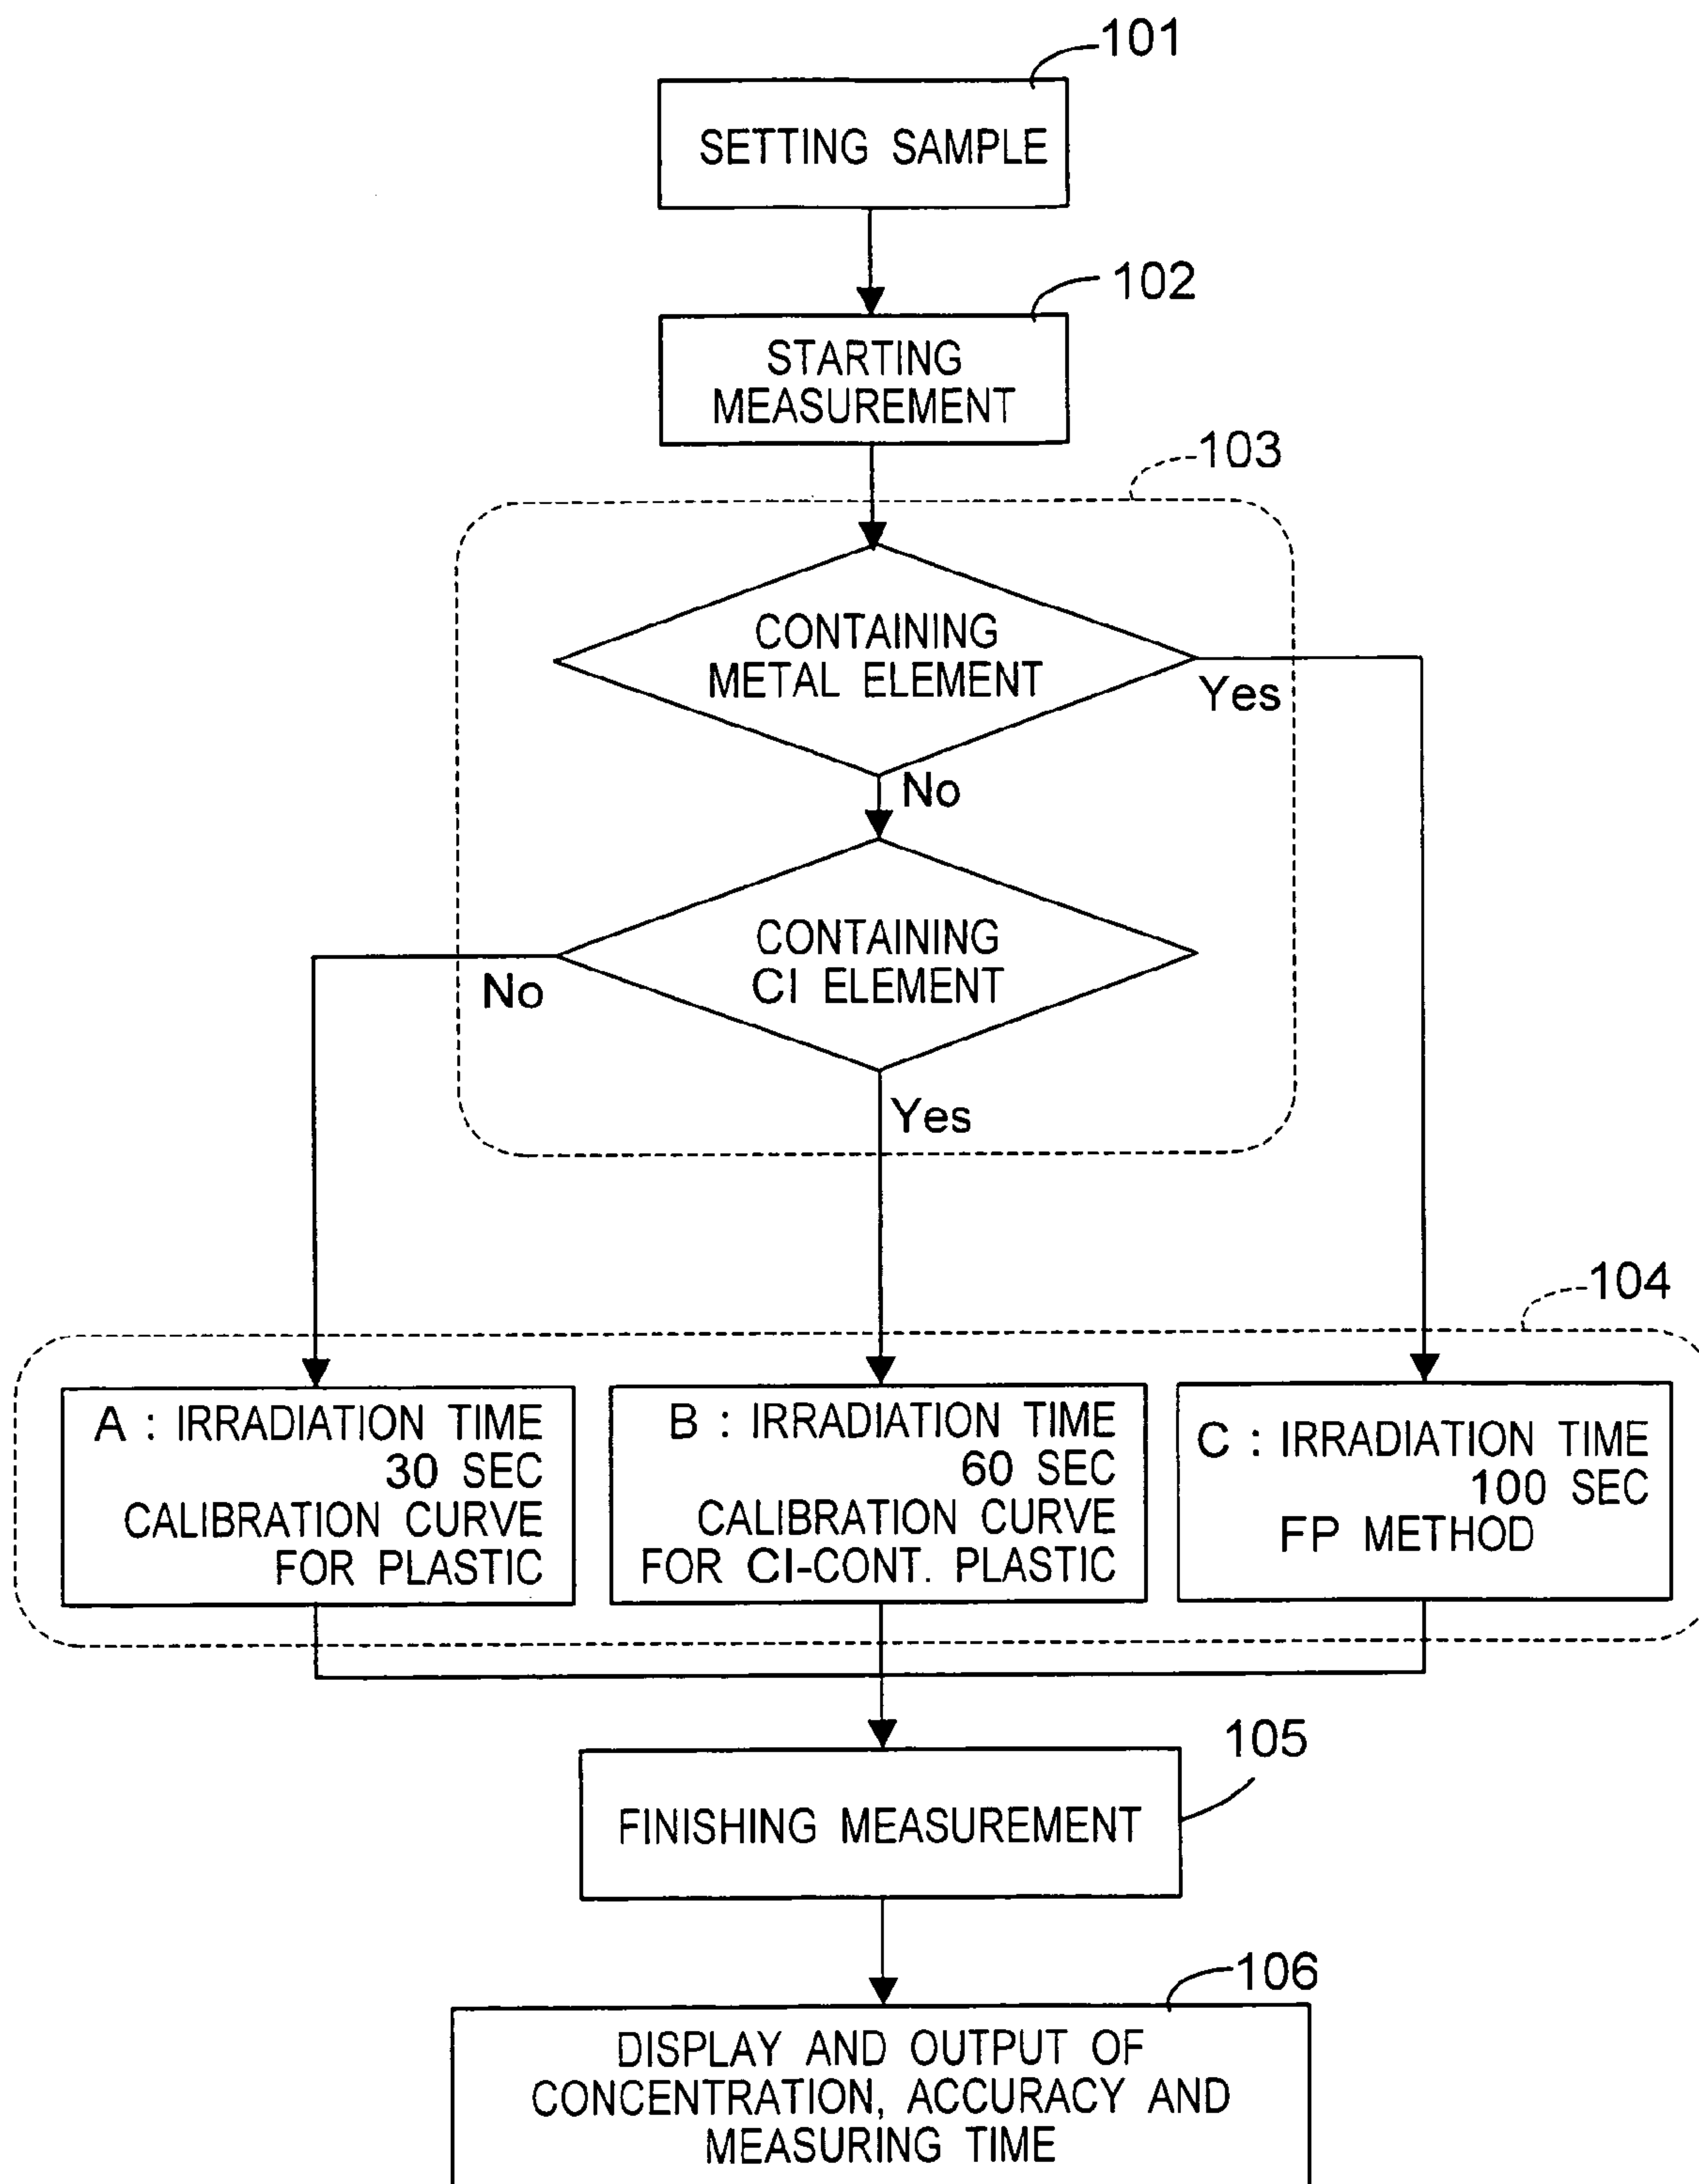 101
SETTING SAMPLE
102
STARTING
MEASUREMENT
103
CONTAINING
METAL ELEMENT
Yes
No
CONTAINING
Cl ELEMENT
No
Yes
104
A : IRRADIATION TIME
30 SEC
CALIBRATION CURVE
FOR PLASTIC
B : IRRADIATION TIME
60 SEC
CALIBRATION CURVE
FOR Cl-CONT. PLASTIC
C : IRRADIATION TIME
100 SEC
FP METHOD
105
FINISHING MEASUREMENT
106
DISPLAY AND OUTPUT OF
CONCENTRATION, ACCURACY AND
MEASURING TIME